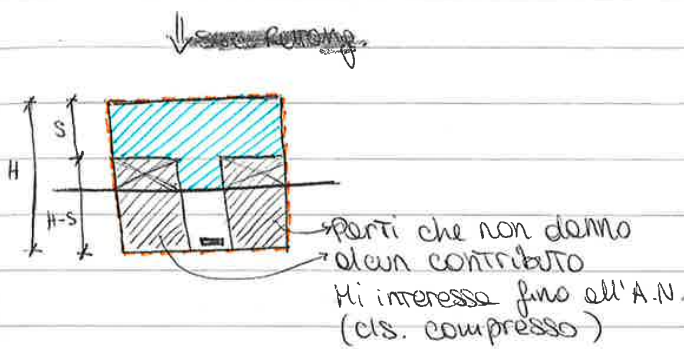 S
H
H-S
Parti che non danno
alcun contributo
Mi interessa fino all'A.N.
(cls. compresso)